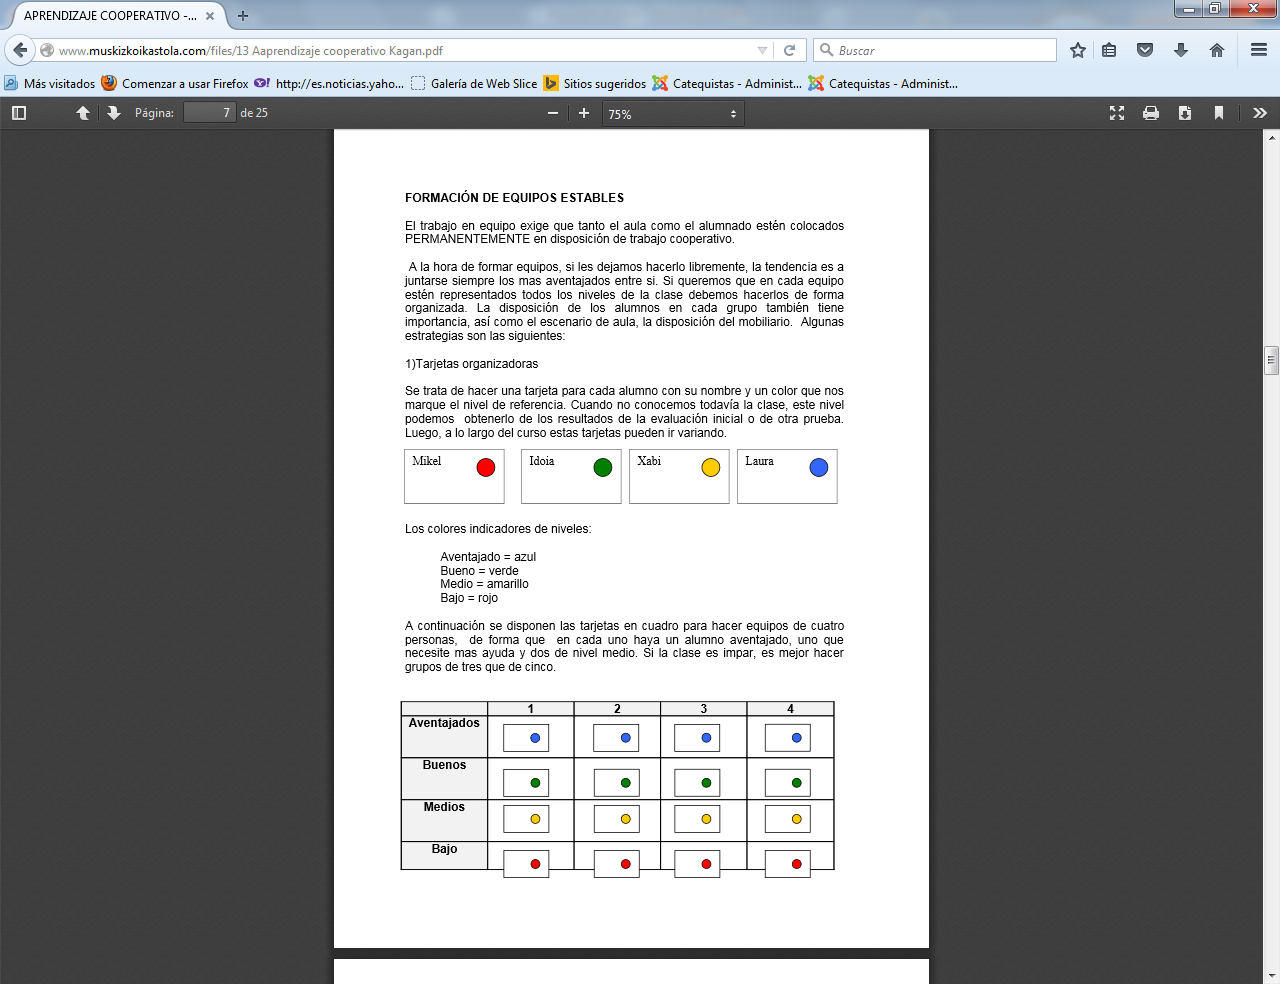 APRENDIZAJE COOPERATIVO -...
www.muskizkoikastola.com/files/13 Aaprendizaje cooperativo Kagan.pdf
Buscar
Más visitados
Comenzar a usar Firefox
http://es.noticias.yaho...
Galería de Web Slice
Sitios sugeridos
Catequistas - Administ...
Catequistas - Administ...
Página:
7
de 25
75%
FORMACIÓN DE EQUIPOS ESTABLES
El trabajo en equipo exige que tanto el aula como el alumnado estén colocados
PERMANENTEMENTE en disposición de trabajo cooperativo.
A la hora de formar equipos, si les dejamos hacerlo libremente, la tendencia es a
juntarse siempre los mas aventajados entre si. Si queremos que en cada equipo
estén representados todos los niveles de la clase debemos hacerlos de forma
organizada. La disposición de los alumnos en cada grupo también tiene
importancia, así como el escenario de aula, la disposición del mobiliario. Algunas
estrategias son las siguientes:
1)Tarjetas organizadoras
Se trata de hacer una tarjeta para cada alumno con su nombre y un color que nos
marque el nivel de referencia. Cuando no conocemos todavía la clase, este nivel
podemos obtenerlo de los resultados de la evaluación inicial o de otra prueba.
Luego, a lo largo del curso estas tarjetas pueden ir variando.
Mikel
Idoia
Xabi
Laura
Los colores indicadores de niveles:
Aventajado = azul
Bueno = verde
Medio = amarillo
Bajo = rojo
A continuación se disponen las tarjetas en cuadro para hacer equipos de cuatro
personas, de forma que en cada uno haya un alumno aventajado, uno que
necesite mas ayuda y dos de nivel medio. Si la clase es impar, es mejor hacer
grupos de tres que de cinco.
1 2 3 4
Aventajados
Buenos
Medios
Bajo